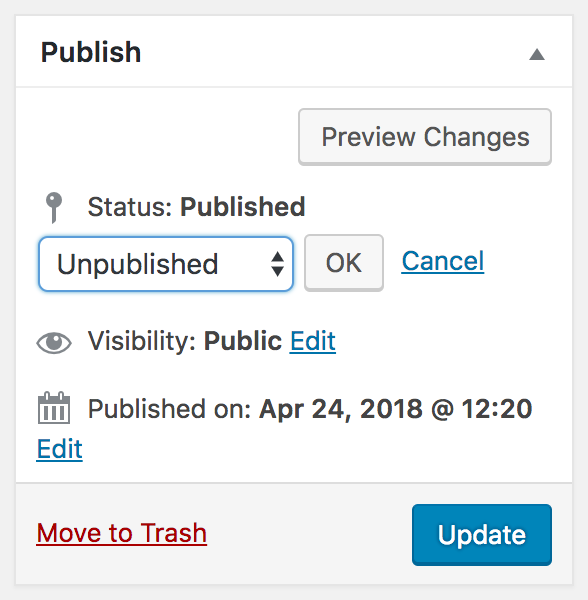 Publish
Preview Changes
Status: Published
Unpublished OK Cancel
Visibility: Public Edit
Published on: Apr 24, 2018 @ 12:20
Edit
Move to Trash Update